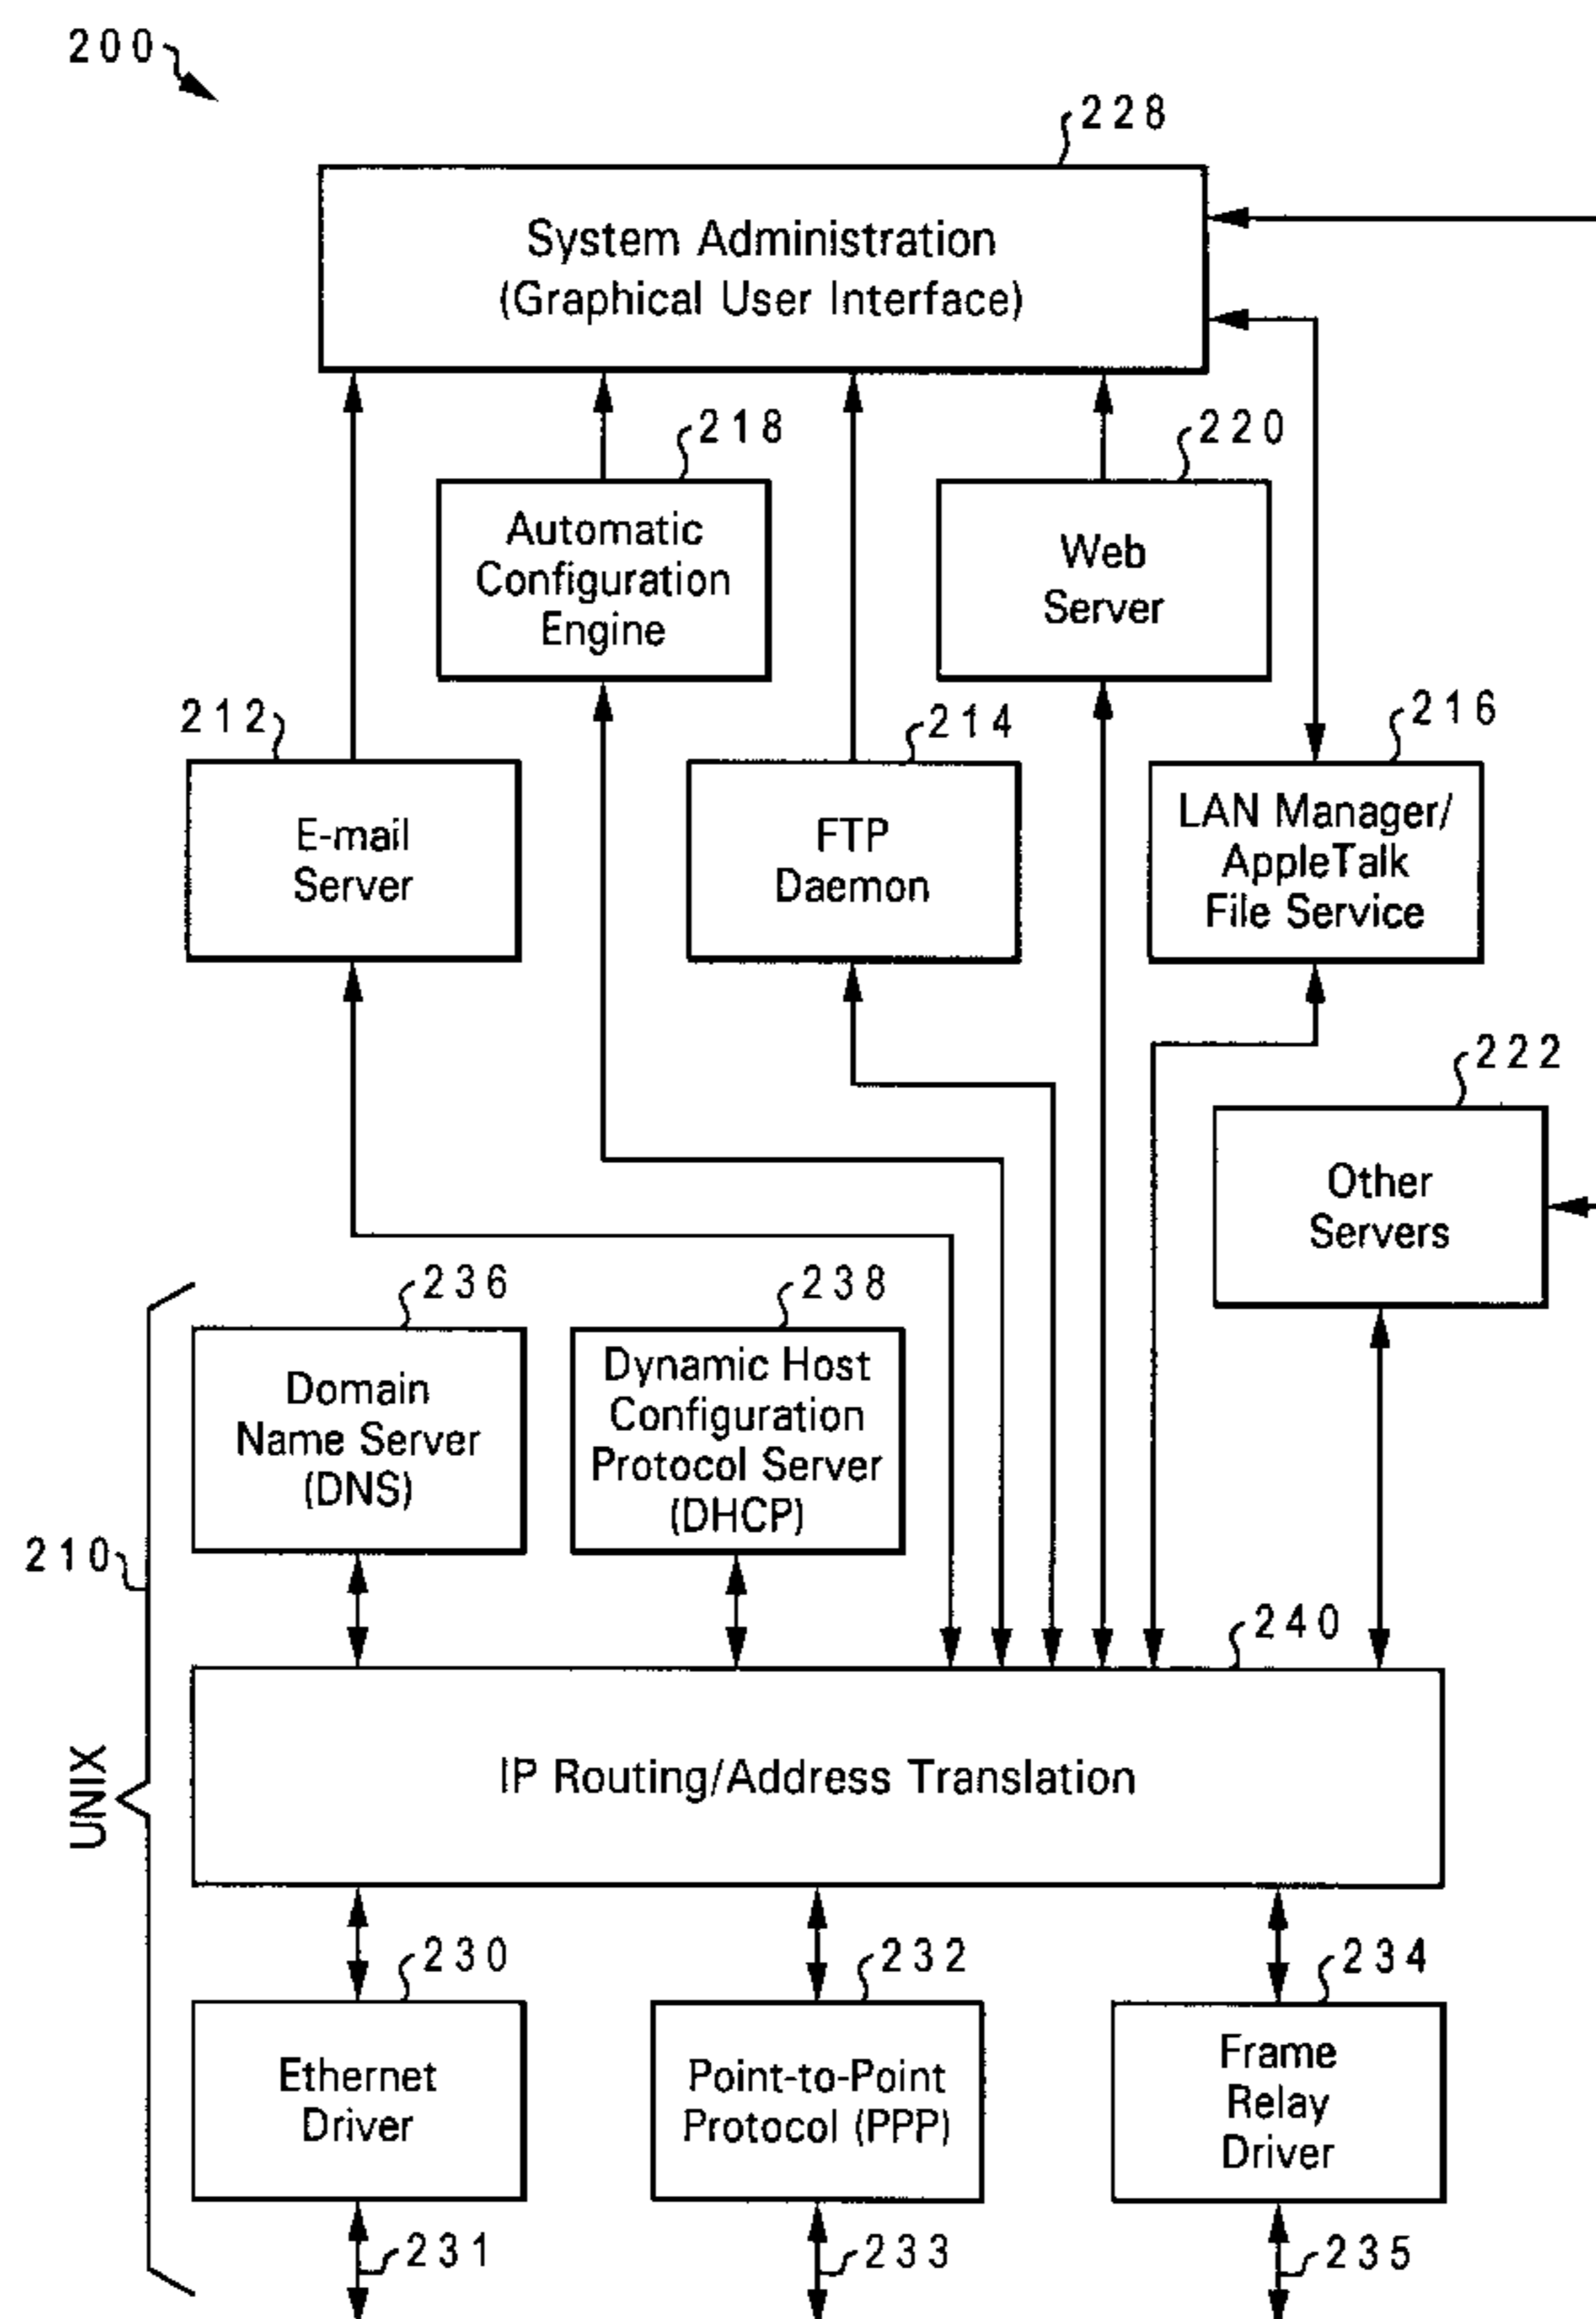 200
228
System Administration
(Graphical User Interface)
218
220
Automatic
Configuration
Engine
Web
Server
212
214
216
E-mail
Server
FTP
Daemon
LAN Manager/
AppleTalk
File Service
222
Other
Servers
236
238
Domain
Name Server
(DNS)
Dynamic Host
Configuration
Protocol Server
(DHCP)
210
240
UNIX
IP Routing/Address Translation
230
232
234
Ethernet
Driver
Point-to-Point
Protocol (PPP)
Frame
Relay
Driver
231
233
235